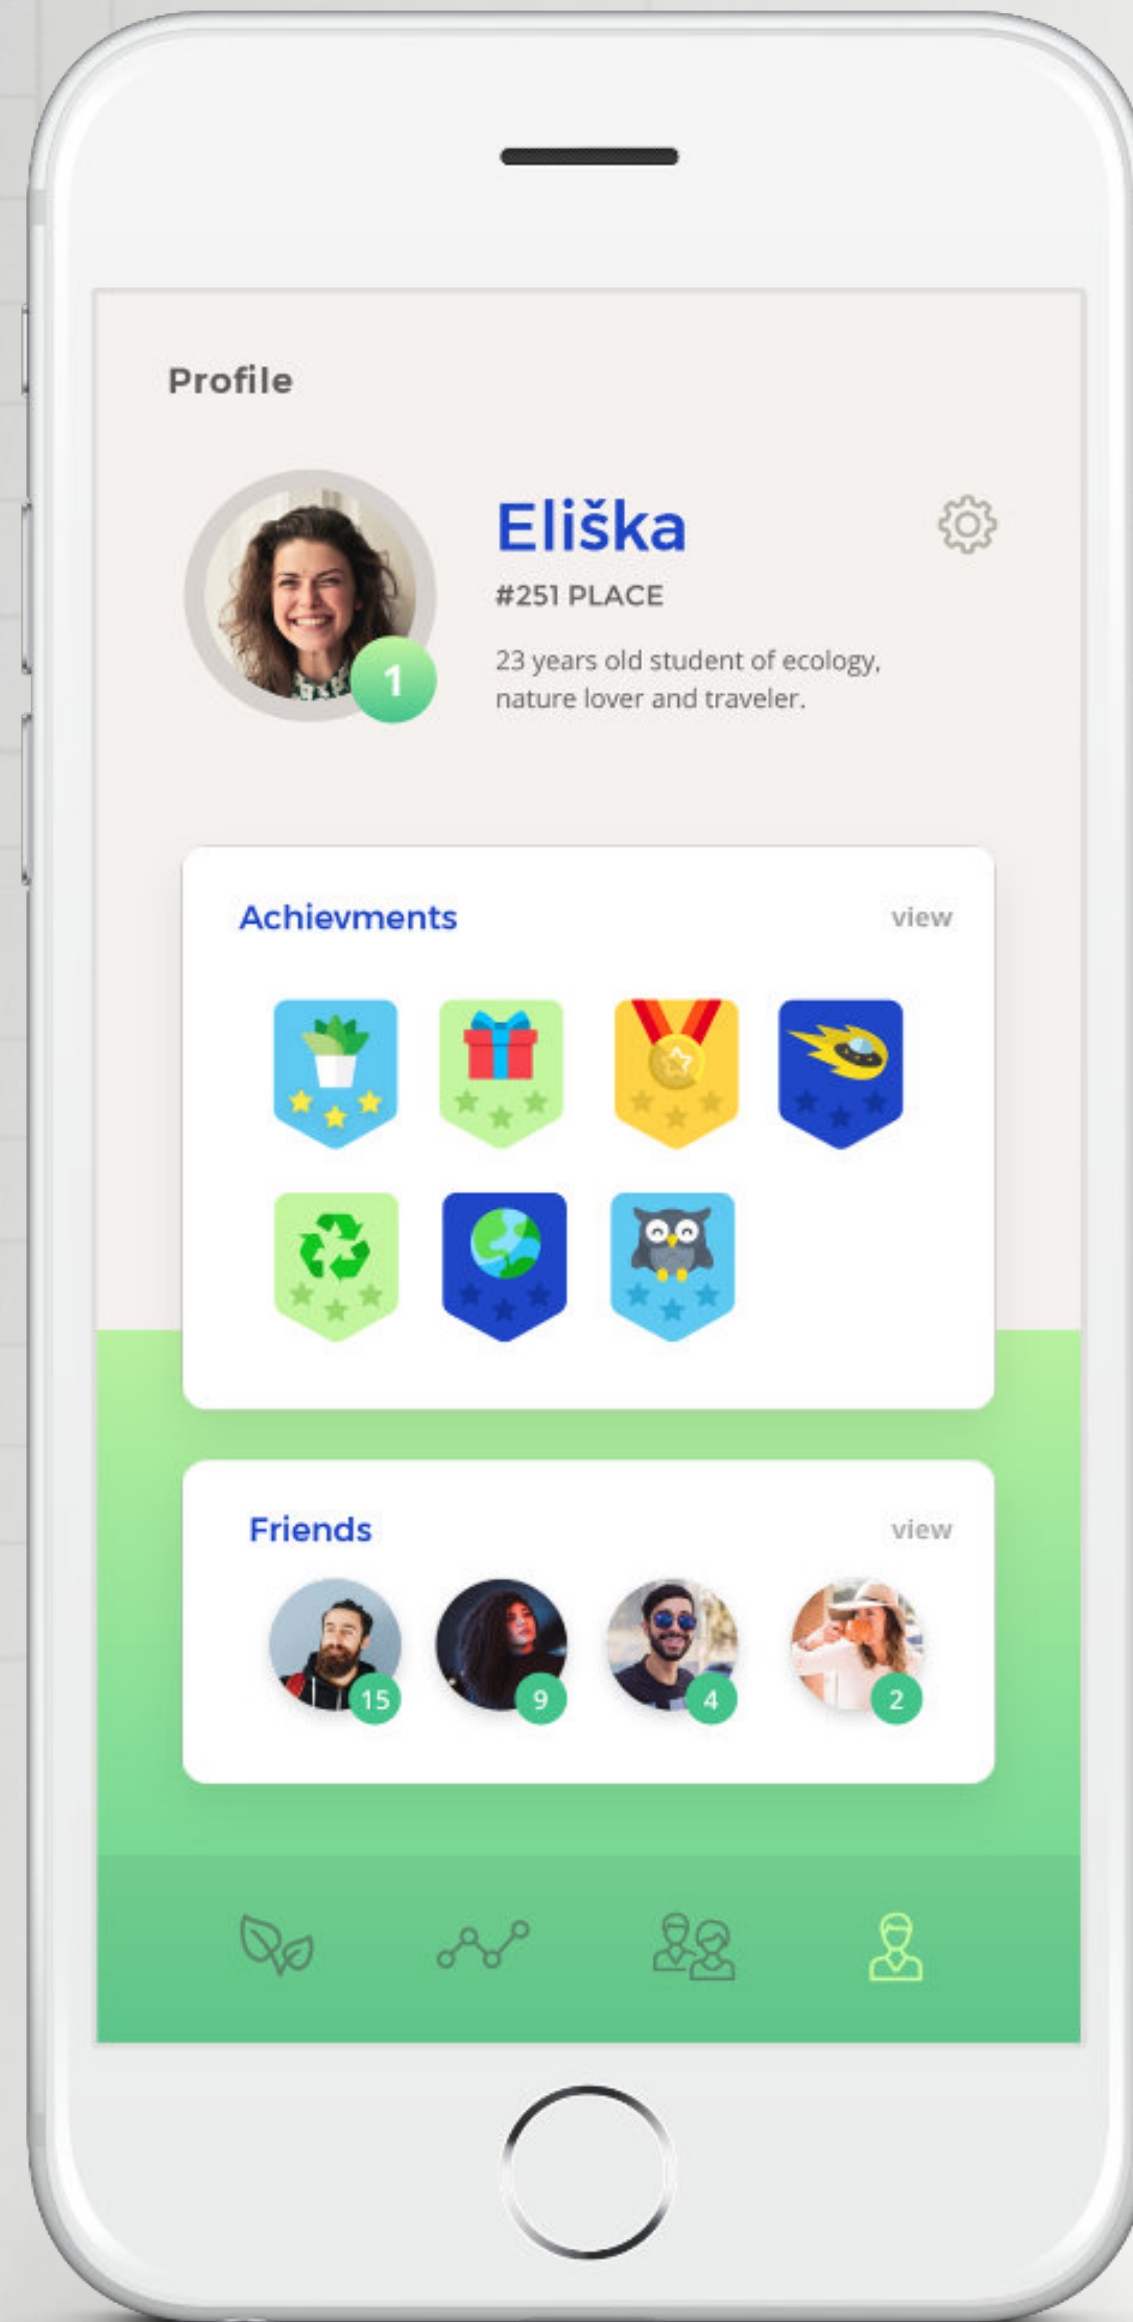 Profile
Eliška
#251 PLACE
1
23 years old student of ecology,
nature lover and traveler.
Achievments
view
Friends
view
15
9
4
2